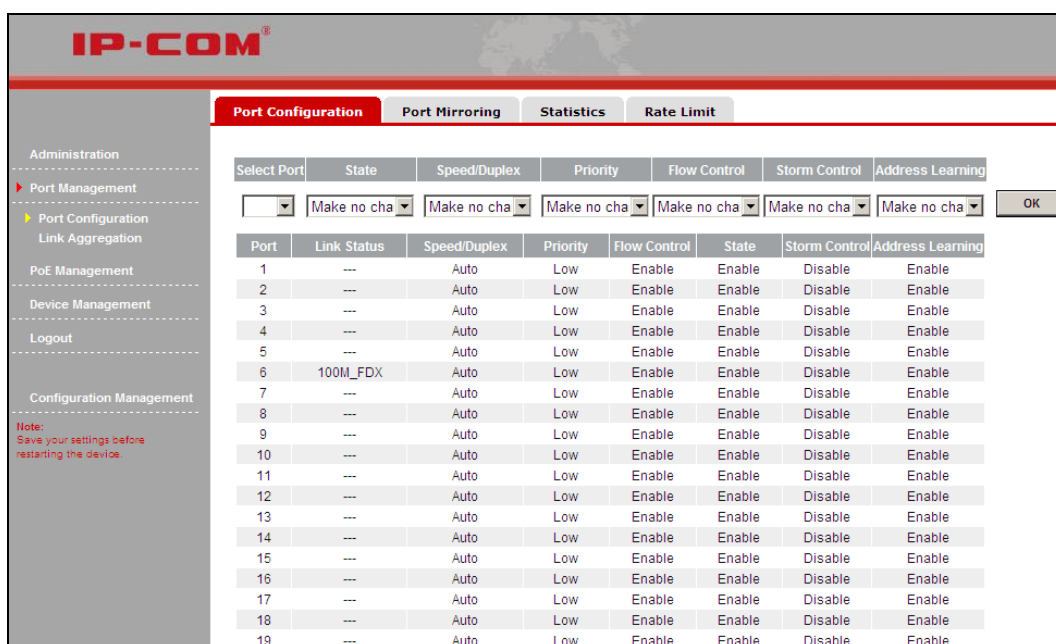 IP-COM®
Port Configuration Port Mirroring Statistics Rate Limit
Administration
Port Management
Port Configuration
Link Aggregation
PoE Management
Device Management
Logout
Configuration Management
Note:
Save your settings before
restarting the device.
Select Port State Speed/Duplex Priority Flow Control Storm Control Address Learning
Make no cha Make no cha Make no cha Make no cha Make no cha Make no cha OK
Port Link Status Speed/Duplex Priority Flow Control State Storm Control Address Learning
1 --- Auto Low Enable Enable Disable Enable
2 --- Auto Low Enable Enable Disable Enable
3 --- Auto Low Enable Enable Disable Enable
4 --- Auto Low Enable Enable Disable Enable
5 --- Auto Low Enable Enable Disable Enable
6 100M_FDX Auto Low Enable Enable Disable Enable
7 --- Auto Low Enable Enable Disable Enable
8 --- Auto Low Enable Enable Disable Enable
9 --- Auto Low Enable Enable Disable Enable
10 --- Auto Low Enable Enable Disable Enable
11 --- Auto Low Enable Enable Disable Enable
12 --- Auto Low Enable Enable Disable Enable
13 --- Auto Low Enable Enable Disable Enable
14 --- Auto Low Enable Enable Disable Enable
15 --- Auto Low Enable Enable Disable Enable
16 --- Auto Low Enable Enable Disable Enable
17 --- Auto Low Enable Enable Disable Enable
18 --- Auto Low Enable Enable Disable Enable
19 --- Auto Low Enable Enable Disable Enable